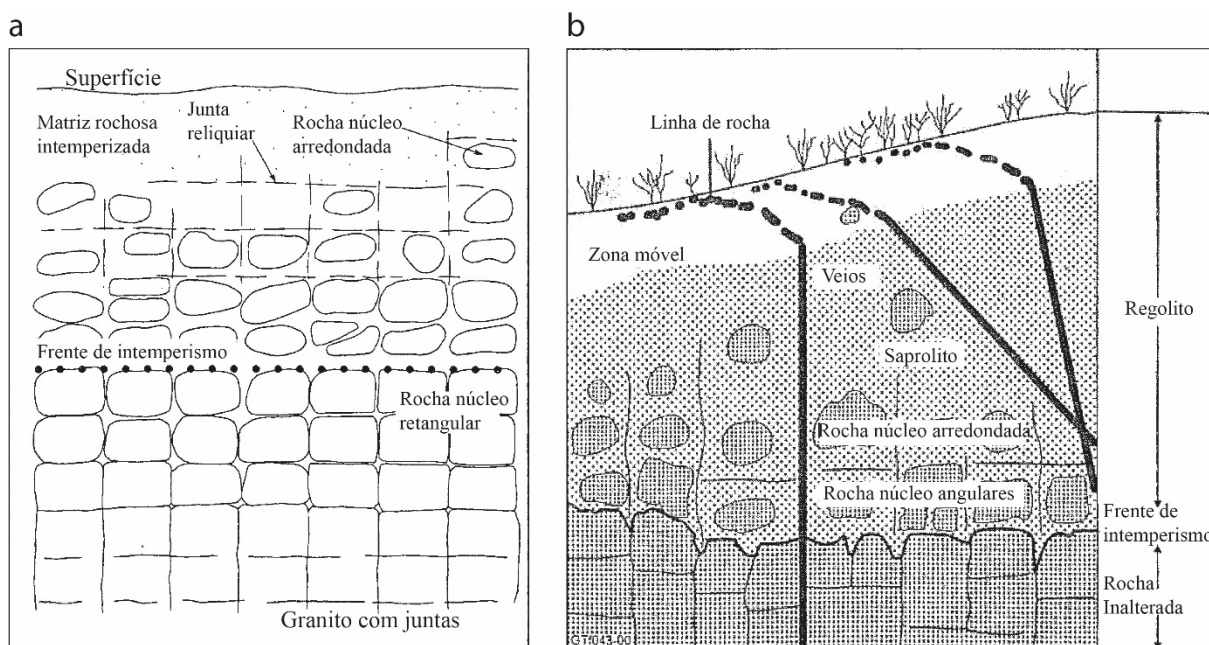 a
Superfície
Matriz rochosa
intemperizada
Junta
reliquiar
Rocha núcleo
arredondada
Frente de intemperismo
Rocha núcleo
retangular
Granito com juntas
b
Linha de rocha
Zona móvel
Veios
Saprolito
Rocha núcleo arredondada
Rocha núcleo angulares
Regolito
Frente de
intemperismo
Rocha
Inalterada
GT:043-00